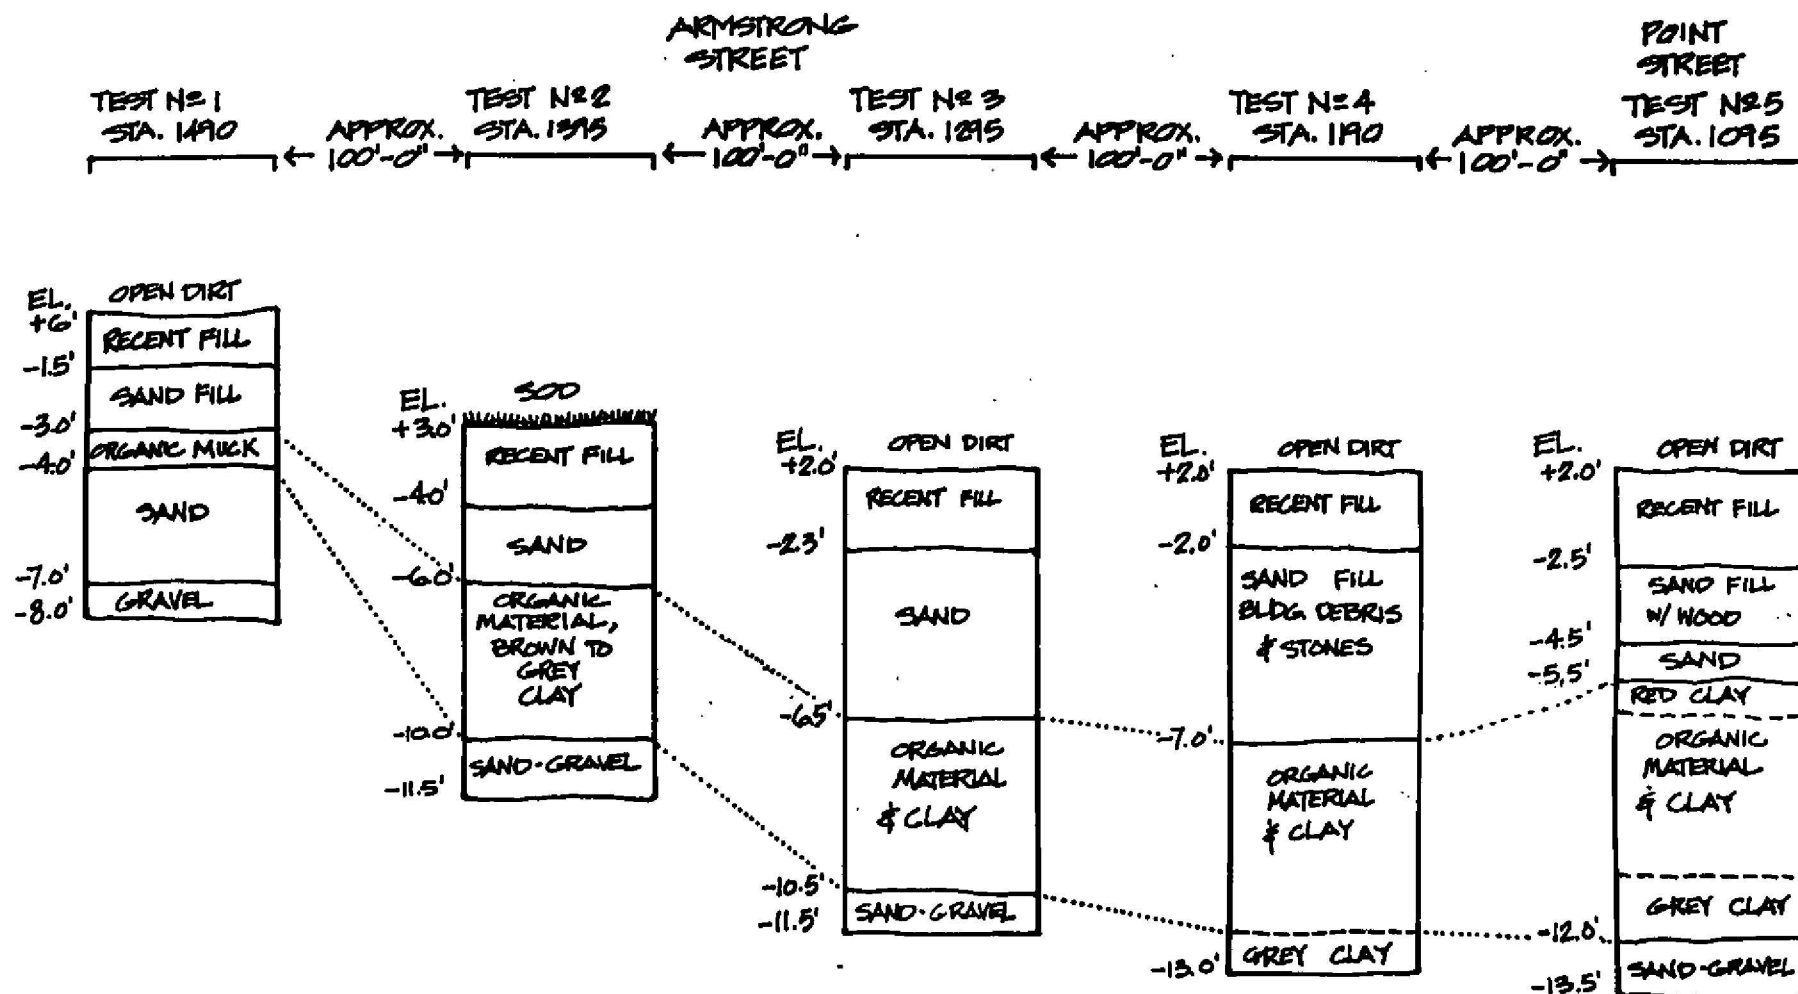 ARMSTRONG
STREET
POINT
STREET
TEST Nº 1
STA. 1490
APPROX.
100'-0"
TEST Nº 2
STA. 1395
APPROX.
100'-0"
TEST Nº 3
STA. 1295
APPROX.
100'-0"
TEST Nº 4
STA. 1190
APPROX.
100'-0"
TEST Nº 5
STA. 1095
EL.
+6'
OPEN DIRT
RECENT FILL
-1.5'
SAND FILL
-3.0'
ORGANIC MUCK
-4.0'
SAND
-7.0'
GRAVEL
-8.0'
EL.
+3.0'
SOD
RECENT FILL
-4.0'
SAND
-6.0'
ORGANIC
MATERIAL,
BROWN TO
GREY
CLAY
-10.0'
SAND-GRAVEL
-11.5'
EL.
+2.0'
OPEN DIRT
RECENT FILL
-2.3'
SAND
-6.5'
ORGANIC
MATERIAL
& CLAY
-10.5'
SAND-GRAVEL
-11.5'
EL.
+2.0'
OPEN DIRT
RECENT FILL
-2.0'
SAND FILL
BLDG DEBRIS
& STONES
-7.0'
ORGANIC
MATERIAL
& CLAY
GREY CLAY
-13.0'
EL.
+2.0'
OPEN DIRT
RECENT FILL
-2.5'
SAND FILL
W/ WOOD
-4.5'
SAND
-5.5'
RED CLAY
ORGANIC
MATERIAL
& CLAY
GREY CLAY
-12.0'
SAND-GRAVEL
-13.5'